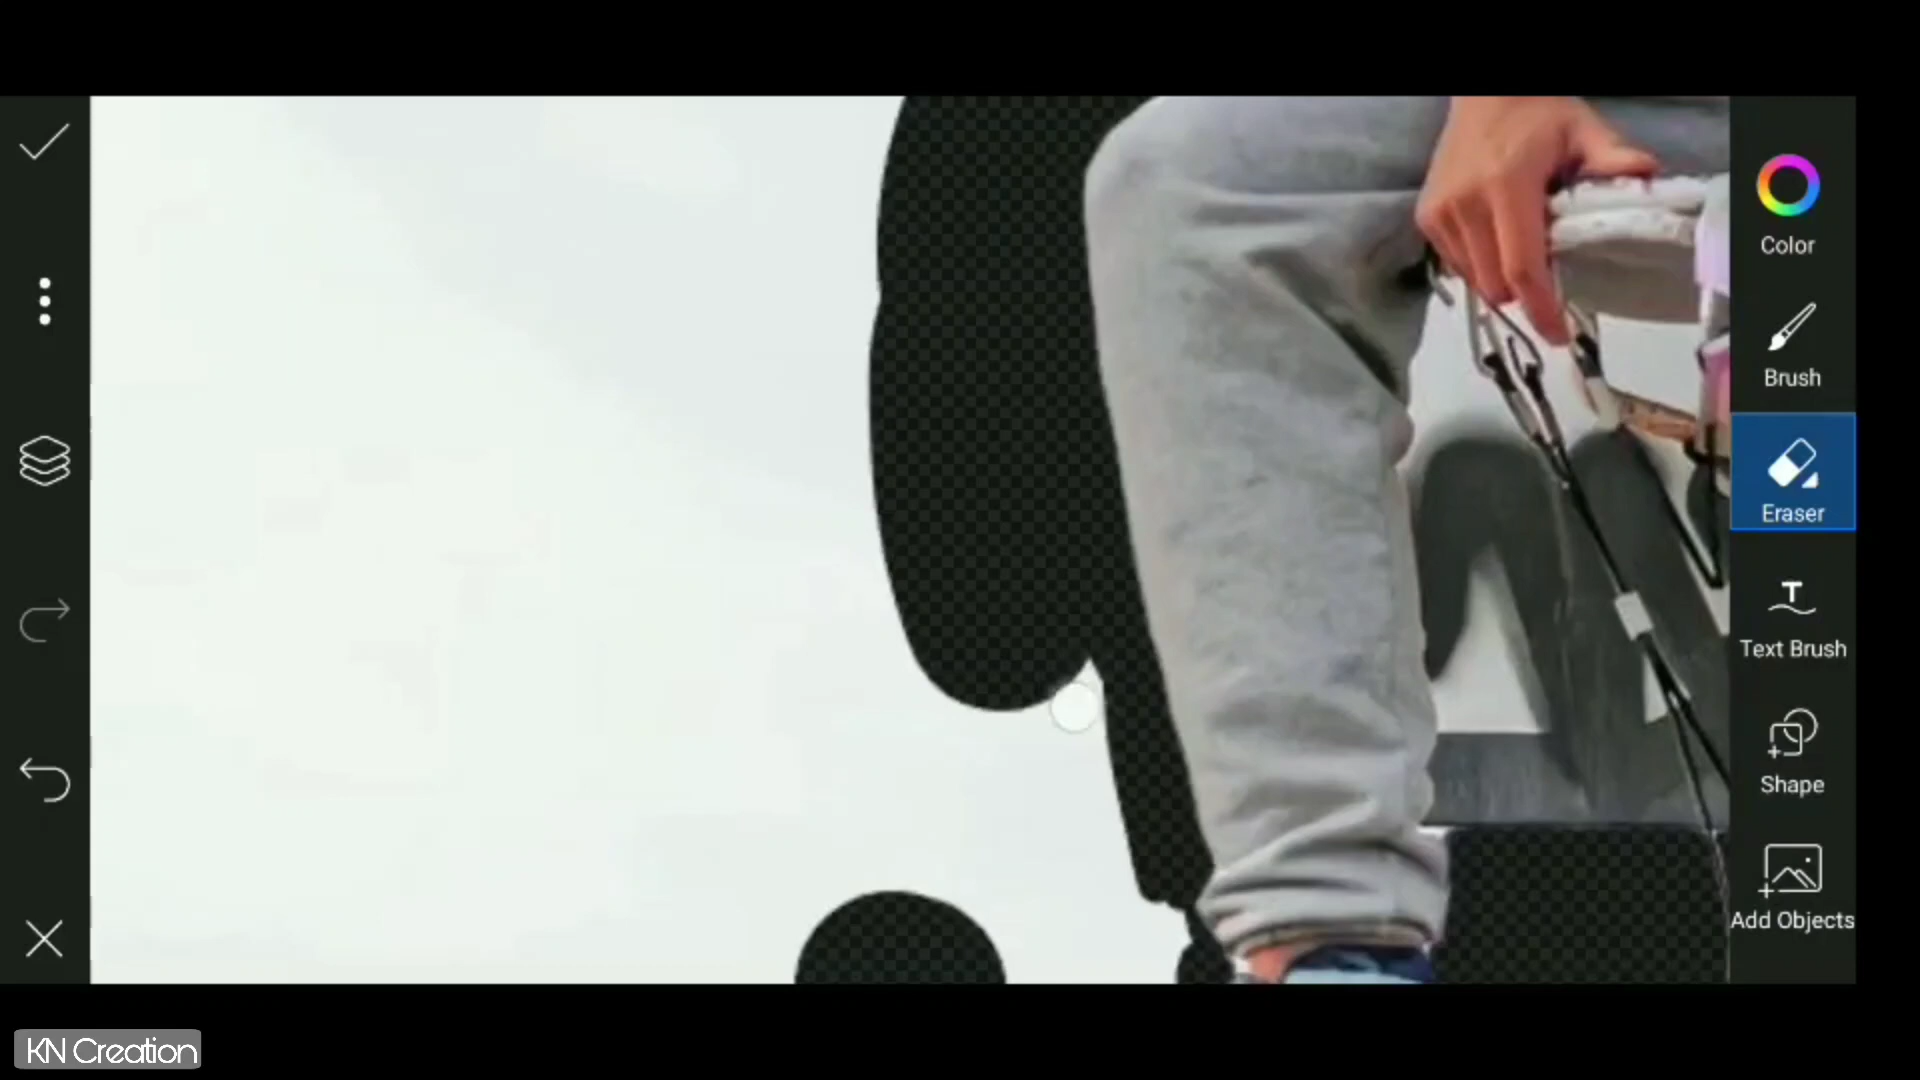 Color
Brush
Eraser
Text Brush
Shape
Add Objects
KN Creation